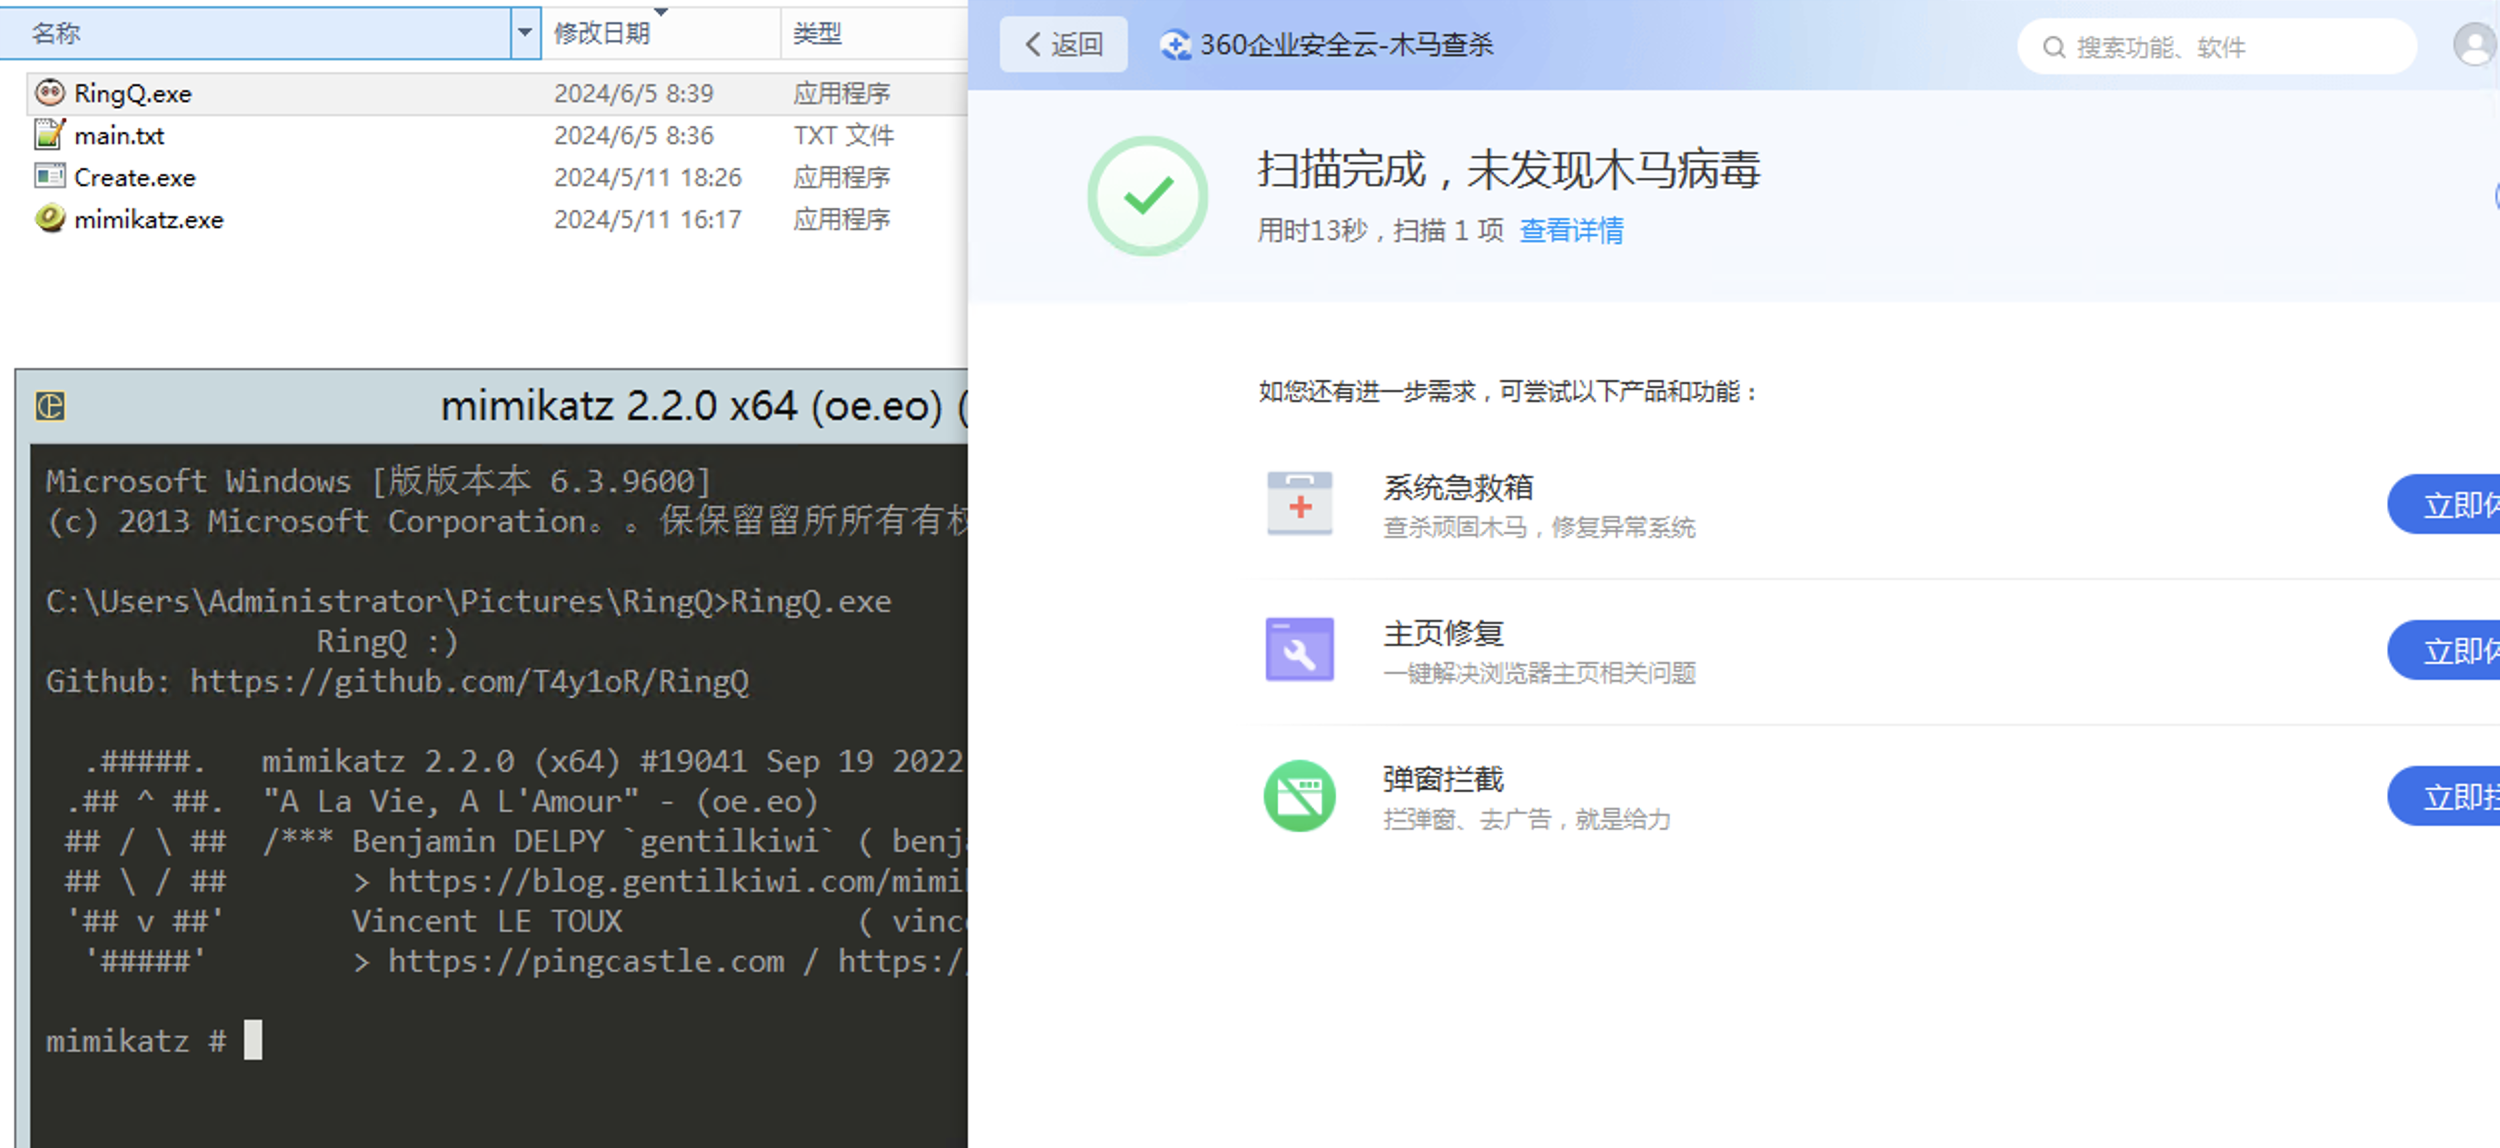 名称 修改日期 类型
RingQ.exe 2024/6/5 8:39 应用程序
main.txt 2024/6/5 8:36 TXT 文件
Create.exe 2024/5/11 18:26 应用程序
mimikatz.exe 2024/5/11 16:17 应用程序
mimikatz 2.2.0 x64 (oe.eo) (
Microsoft Windows [版版本本 6.3.9600]
(c) 2013 Microsoft Corporation。。保保留留所所有有权
C:\Users\Administrator\Pictures\RingQ>RingQ.exe
RingQ :)
Github: https://github.com/T4y1oR/RingQ
.#####. mimikatz 2.2.0 (x64) #19041 Sep 19 2022
.## ^ ##. "A La Vie, A L'Amour" - (oe.eo)
## / \ ## /*** Benjamin DELPY `gentilkiwi` ( benj
## \ / ## > https://blog.gentilkiwi.com/mimi
'## v ##' Vincent LE TOUX ( vinc
'#####' > https://pingcastle.com / https:/
mimikatz #
返回 360企业安全云-木马查杀 搜索功能、软件
扫描完成，未发现木马病毒
用时13秒，扫描 1 项 查看详情
如您还有进一步需求，可尝试以下产品和功能：
系统急救箱
查杀顽固木马，修复异常系统
立即
主页修复
一键解决浏览器主页相关问题
立即
弹窗拦截
拦弹窗、去广告，就是给力
立即